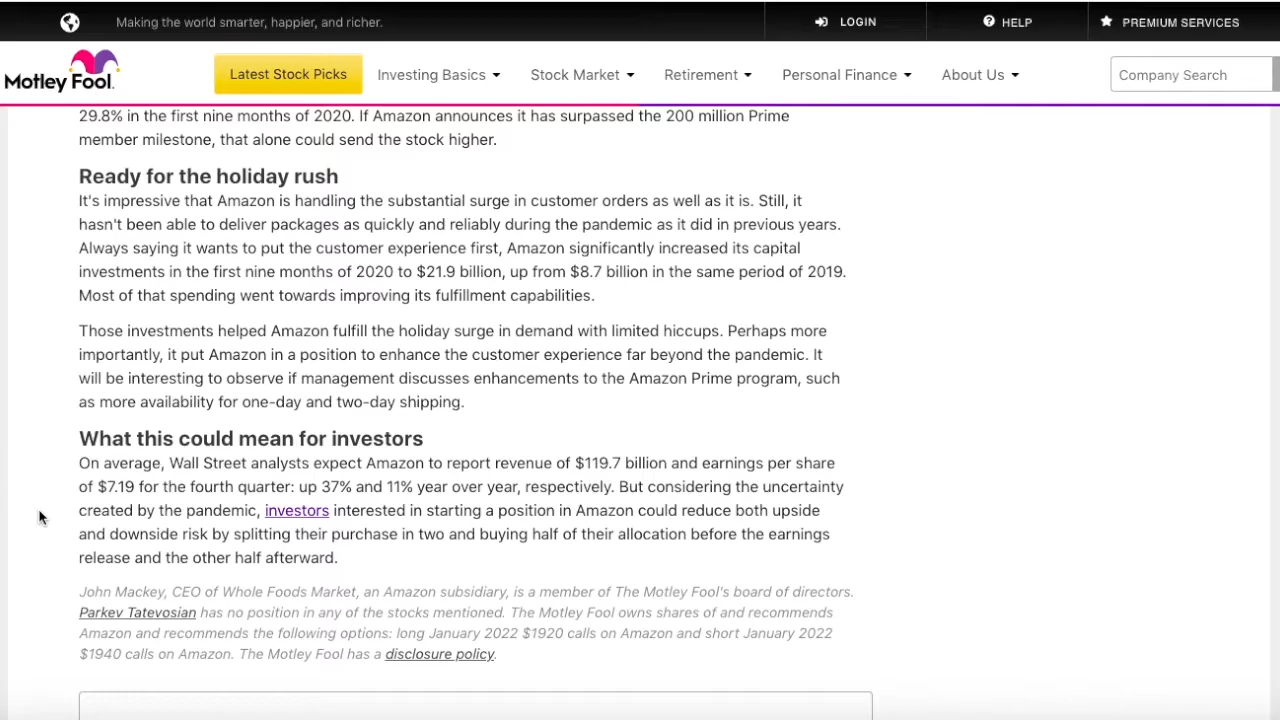 Making the world smarter, happier, and richer.
LOGIN
HELP
PREMIUM SERVICES
Motley Fool.
Latest Stock Picks
Investing Basics
Stock Market
Retirement
Personal Finance
About Us
Company Search
29.8% in the first nine months of 2020. If Amazon announces it has surpassed the 200 million Prime
member milestone, that alone could send the stock higher.
Ready for the holiday rush
It's impressive that Amazon is handling the substantial surge in customer orders as well as it is. Still, it
hasn't been able to deliver packages as quickly and reliably during the pandemic as it did in previous years.
Always saying it wants to put the customer experience first, Amazon significantly increased its capital
investments in the first nine months of 2020 to $21.9 billion, up from $8.7 billion in the same period of 2019.
Most of that spending went towards improving its fulfillment capabilities.
Those investments helped Amazon fulfill the holiday surge in demand with limited hiccups. Perhaps more
importantly, it put Amazon in a position to enhance the customer experience far beyond the pandemic. It
will be interesting to observe if management discusses enhancements to the Amazon Prime program, such
as more availability for one-day and two-day shipping.
What this could mean for investors
On average, Wall Street analysts expect Amazon to report revenue of $119.7 billion and earnings per share
of $7.19 for the fourth quarter: up 37% and 11% year over year, respectively. But considering the uncertainty
created by the pandemic, investors interested in starting a position in Amazon could reduce both upside
and downside risk by splitting their purchase in two and buying half of their allocation before the earnings
release and the other half afterward.
John Mackey, CEO of Whole Foods Market, an Amazon subsidiary, is a member of The Motley Fool's board of directors.
Parkev Tatevosian has no position in any of the stocks mentioned. The Motley Fool owns shares of and recommends
Amazon and recommends the following options: long January 2022 $1920 calls on Amazon and short January 2022
$1940 calls on Amazon. The Motley Fool has a disclosure policy.